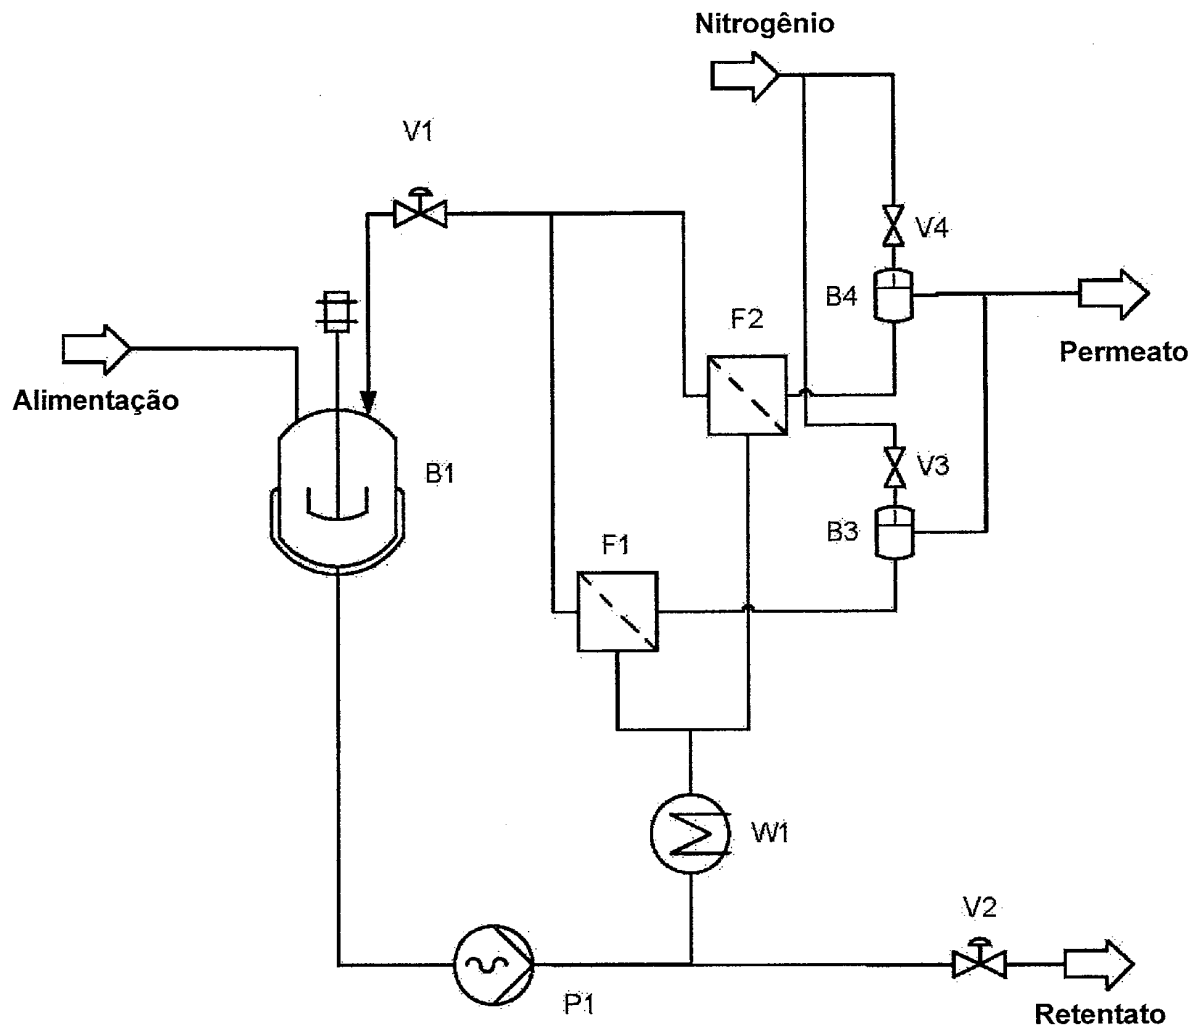 Nitrogênio
V1
V4
B4
F2
Permeato
Alimentação
B1
V3
B3
F1
W1
V2
P1
Retentato